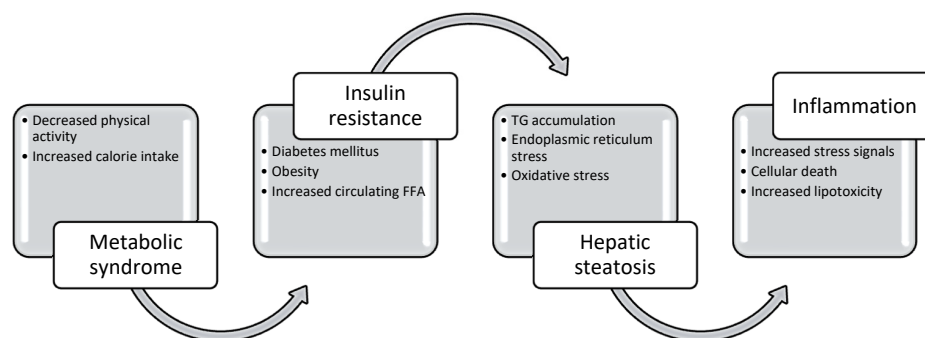 Metabolic
syndrome
• Decreased physical
activity
• Increased calorie intake
Insulin
resistance
• Diabetes mellitus
• Obesity
• Increased circulating FFA
Hepatic
steatosis
• TG accumulation
• Endoplasmic reticulum
stress
• Oxidative stress
Inflammation
• Increased stress signals
• Cellular death
• Increased lipotoxicity